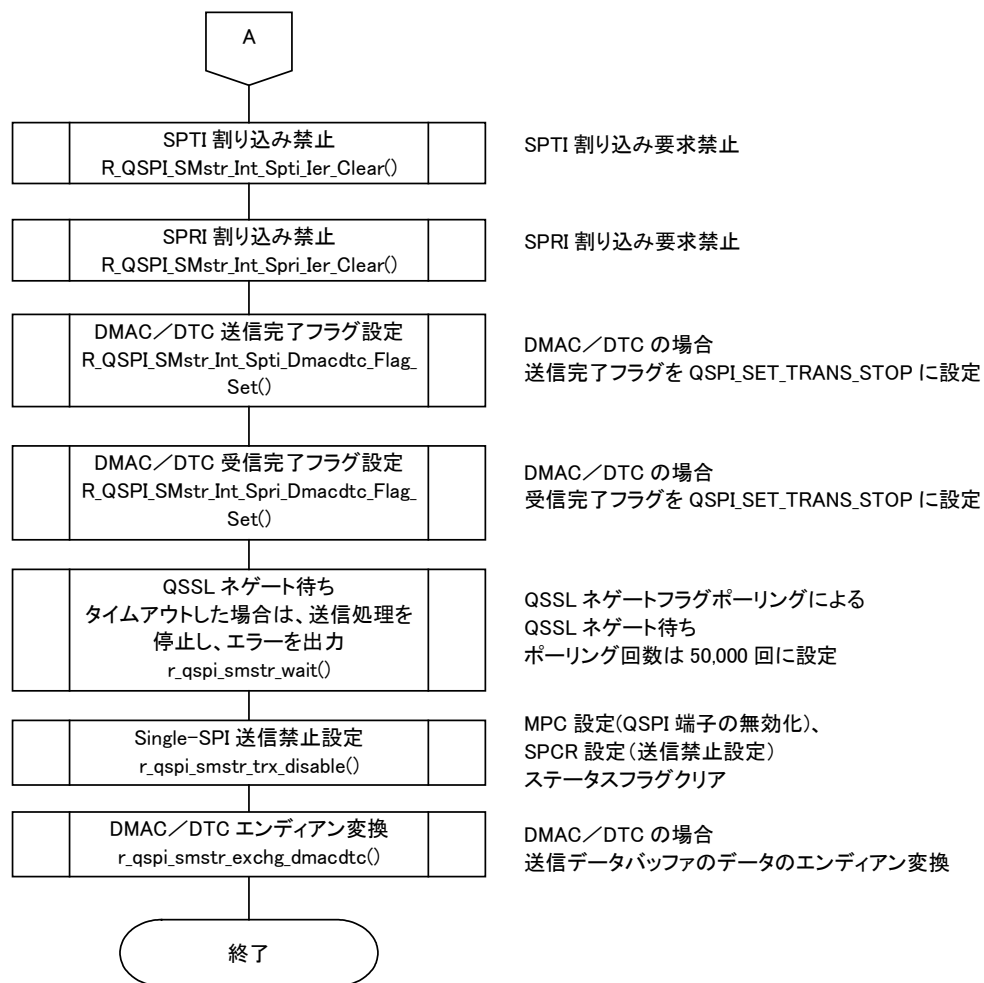 A
SPTI 割り込み禁止
R_QSPI_SMstr_Int_Spti_Ier_Clear()
SPTI 割り込み要求禁止
SPRI 割り込み禁止
R_QSPI_SMstr_Int_Spri_Ier_Clear()
SPRI 割り込み要求禁止
DMAC／DTC 送信完了フラグ設定
R_QSPI_SMstr_Int_Spti_Dmacdtc_Flag_
Set()
DMAC／DTC の場合
送信完了フラグを QSPI_SET_TRANS_STOP に設定
DMAC／DTC 受信完了フラグ設定
R_QSPI_SMstr_Int_Spri_Dmacdtc_Flag_
Set()
DMAC／DTC の場合
受信完了フラグを QSPI_SET_TRANS_STOP に設定
QSSL ネゲート待ち
タイムアウトした場合は、送信処理を
停止し、エラーを出力
r_qspi_smstr_wait()
QSSL ネゲートフラグポーリングによる
QSSL ネゲート待ち
ポーリング回数は 50,000 回に設定
Single-SPI 送信禁止設定
r_qspi_smstr_trx_disable()
MPC 設定(QSPI 端子の無効化)、
SPCR 設定（送信禁止設定）
ステータスフラグクリア
DMAC／DTC エンディアン変換
r_qspi_smstr_exchg_dmacdtc()
DMAC／DTC の場合
送信データバッファのデータのエンディアン変換
終了